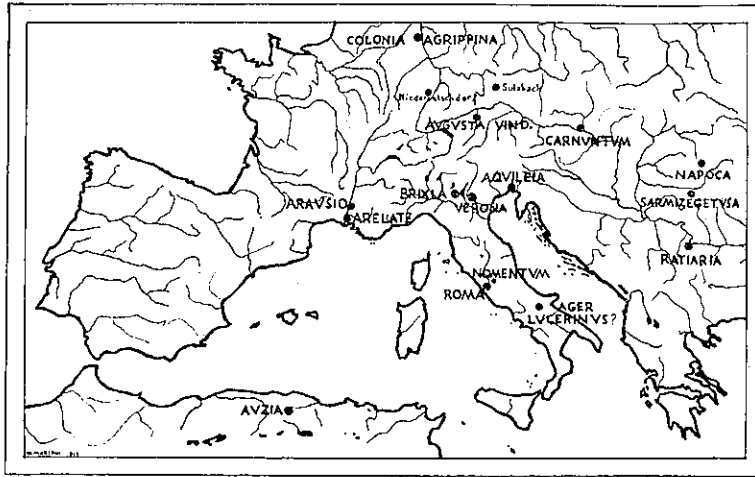 COLONIA AGRIPPINA
Sulzbach
AVGVSTA VIND.
CARNVNTVM
NAPOCA
AQVILEIA
BRIXIA
SARMIZEGETVSA
ARAVSIO
VERONA
ARELATE
RATIARIA
NOMENTVM
ROMA
AGER
LVCERINVS?
AVZIA